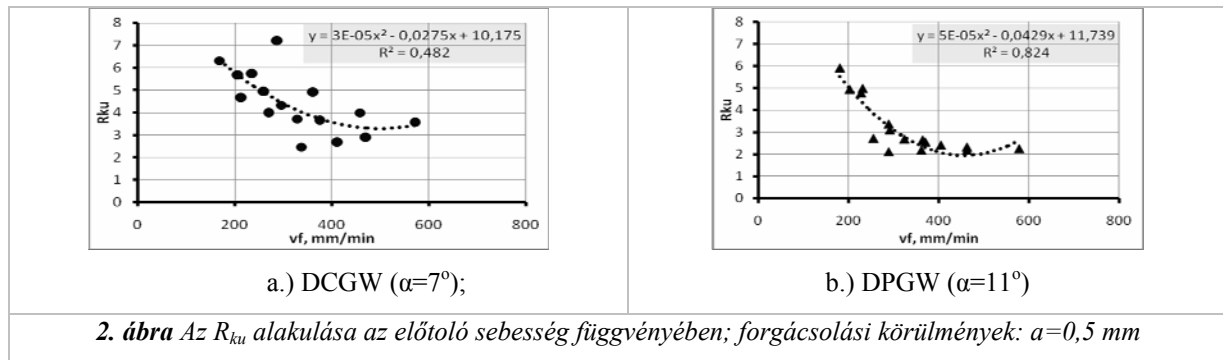 8
7
6
5
4
3
2
1
0
Rku
y = 3E-05x² - 0,0275x + 10,175
R² = 0,482
0 200 400 600 800
vf, mm/min
a.) DCGW (α=7°);
8
7
6
5
4
3
2
1
0
Rku
y = 5E-05x² - 0,0429x + 11,739
R² = 0,824
0 200 400 600 800
vf, mm/min
b.) DPGW (α=11°)
2. ábra Az Rku alakulása az előtoló sebesség függvényében; forgácsolási körülmények: a=0,5 mm